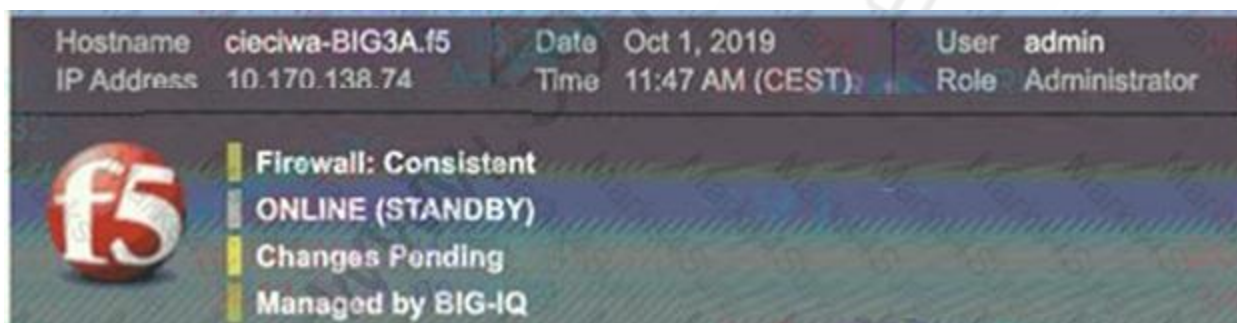 Hostname cieciwa-BIG3A.f5 Date Oct 1, 2019 User admin
IP Address 10.170.138.74 Time 11:47 AM (CEST) Role Administrator
f5
Firewall: Consistent
ONLINE (STANDBY)
Changes Pending
Managed by BIG-IQ